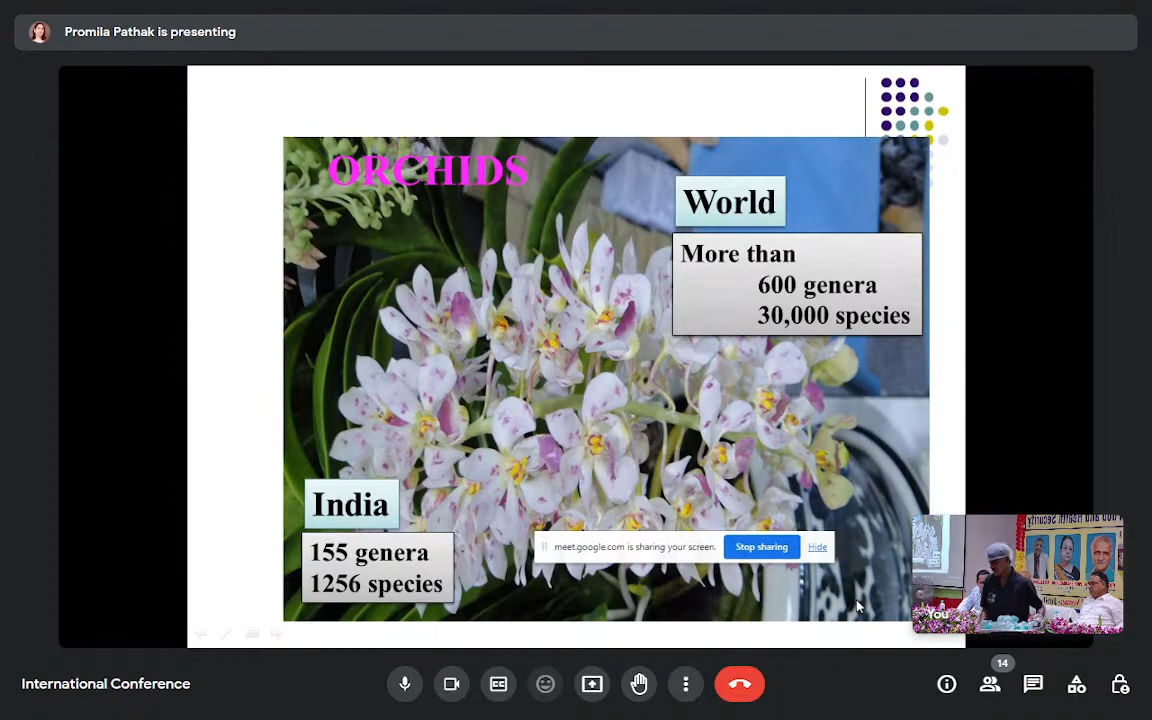 Promila Pathak is presenting
ORCHIDS
World
More than
600 genera
30,000 species
India
155 genera
1256 species
meet.google.com is sharing your screen.
Stop sharing
Hide
You
International Conference
14